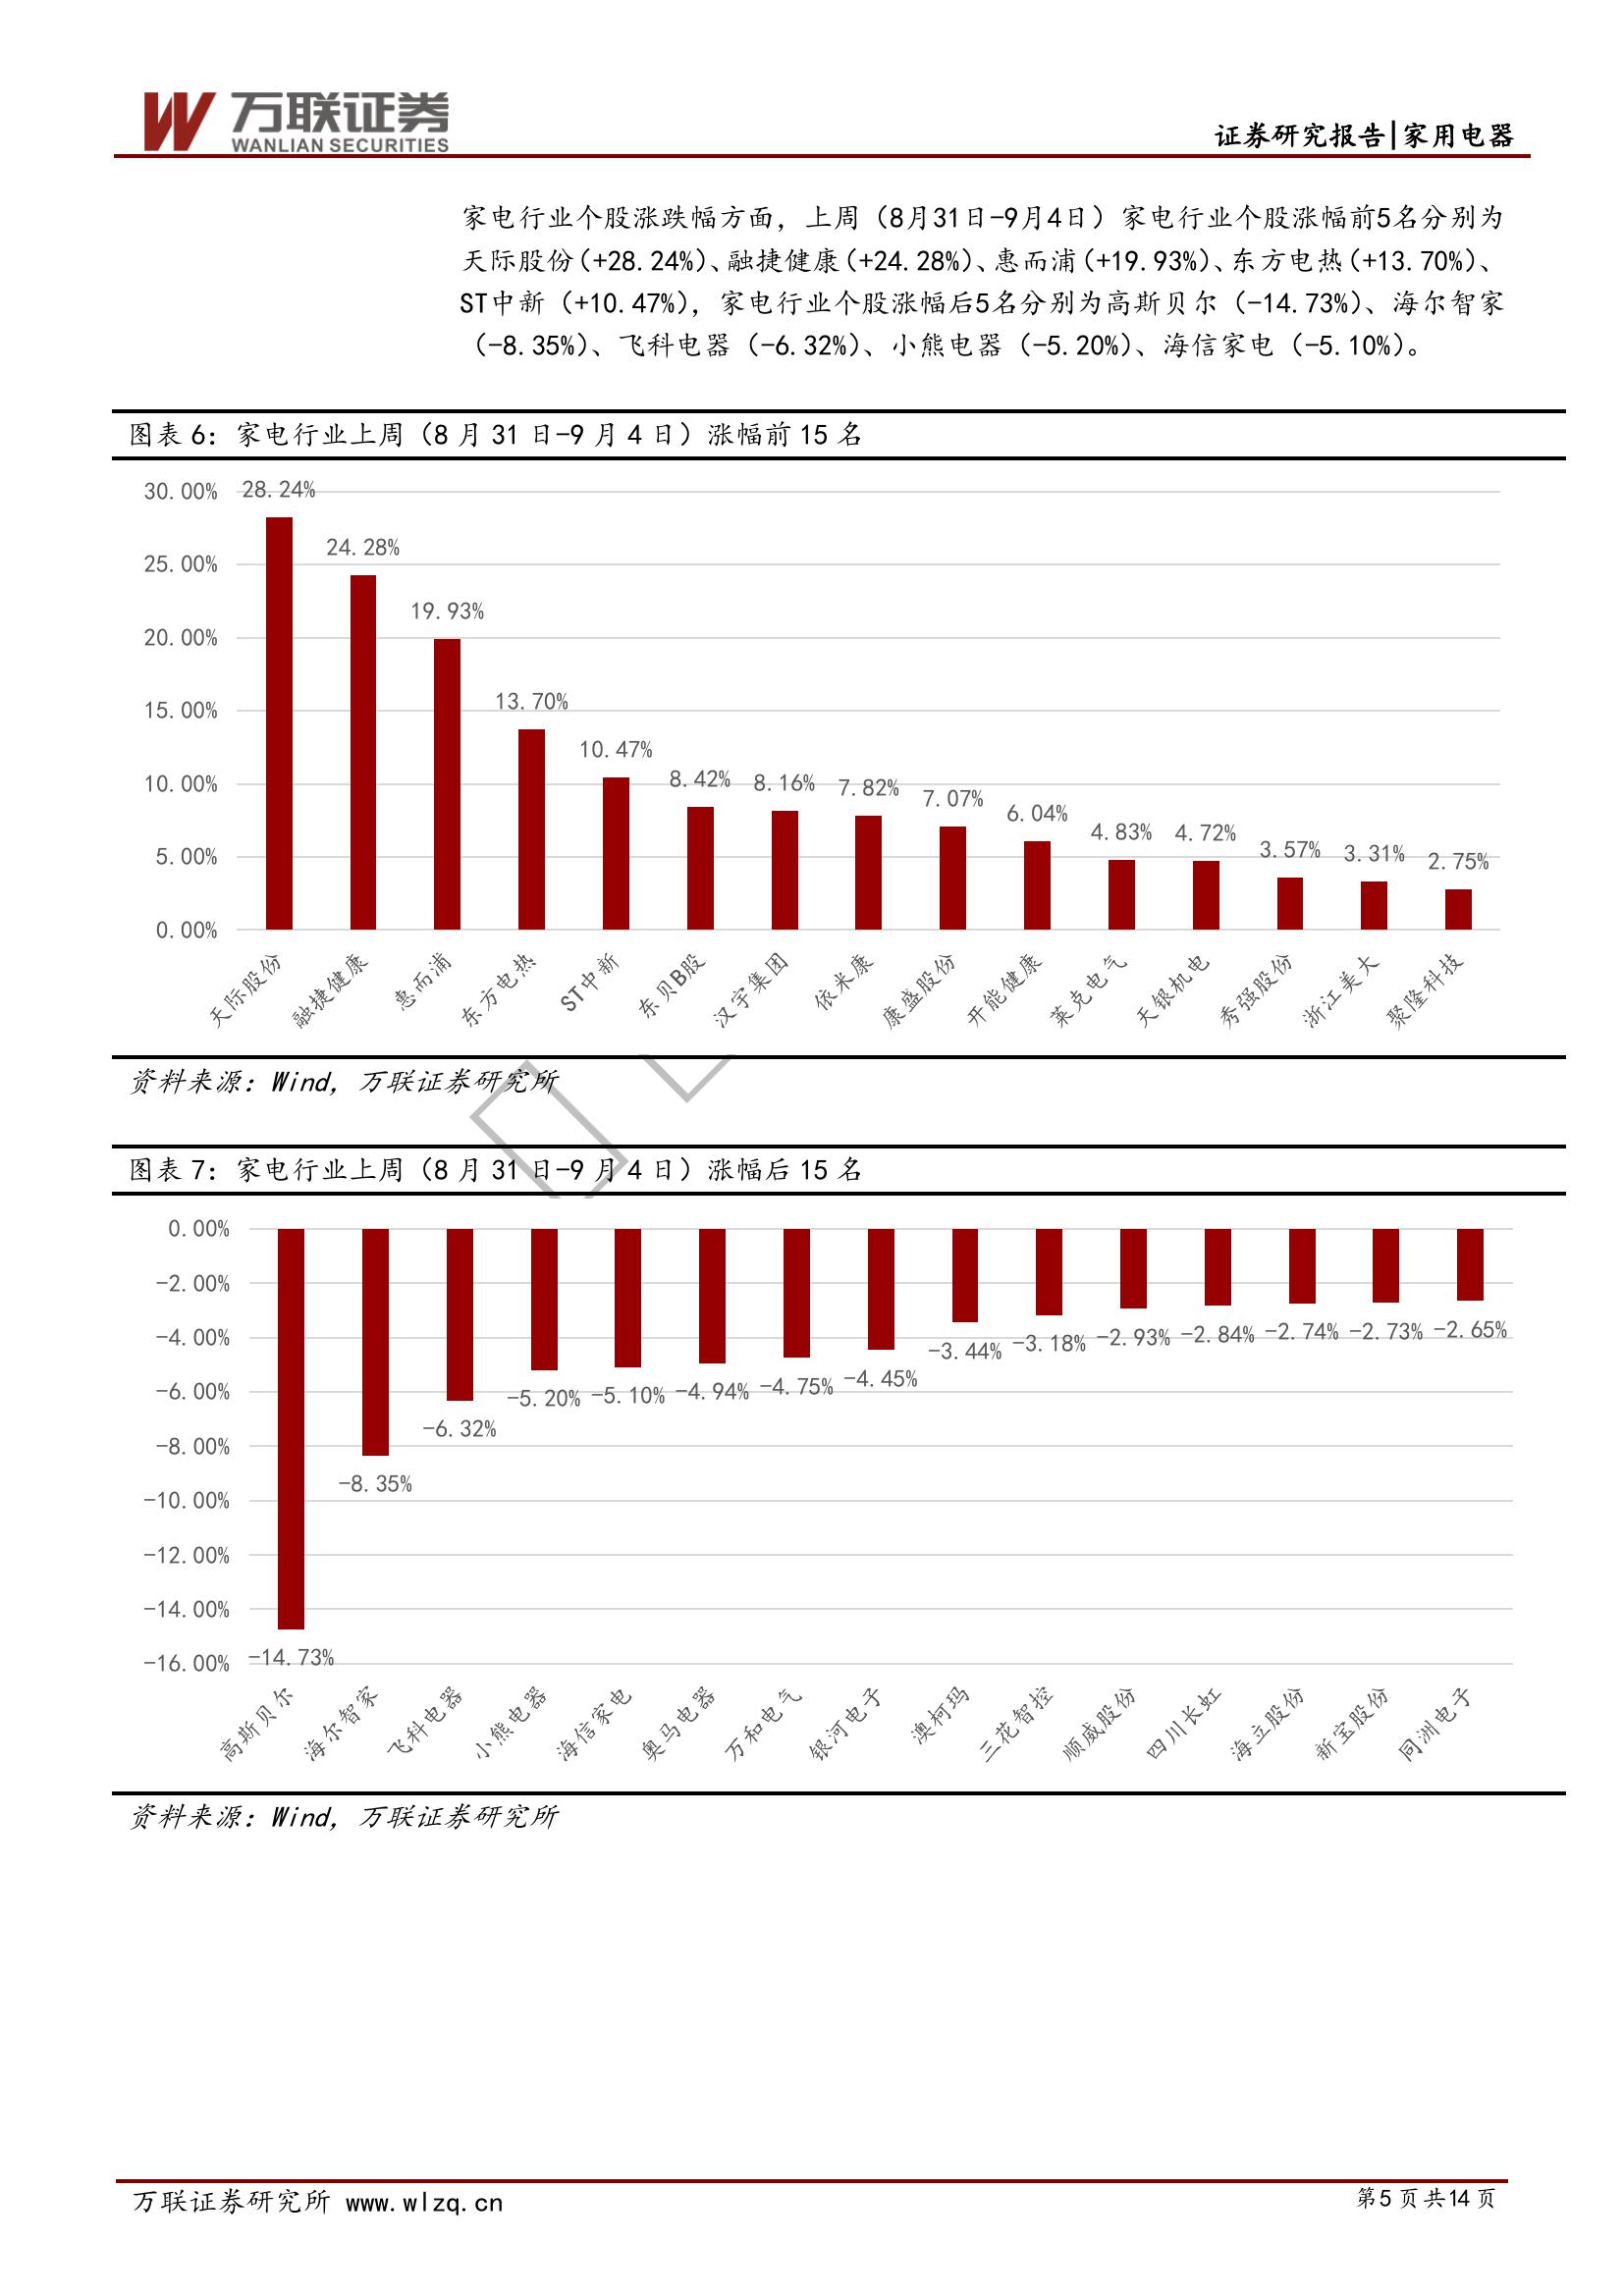 万联证券
WANLIAN SECURITIES
证券研究报告|家用电器
家电行业个股涨跌幅方面，上周（8月31日-9月4日）家电行业个股涨幅前5名分别为
天际股份（+28.24%）、融捷健康（+24.28%）、惠而浦（+19.93%）、东方电热（+13.70%）、
ST中新（+10.47%），家电行业个股涨幅后5名分别为高斯贝尔（-14.73%）、海尔智家
（-8.35%）、飞科电器（-6.32%）、小熊电器（-5.20%）、海信家电（-5.10%）。
图表 6：家电行业上周（8 月 31 日-9 月 4 日）涨幅前 15 名
30.00%
25.00%
20.00%
15.00%
10.00%
5.00%
0.00%
28.24%
24.28%
19.93%
13.70%
10.47%
8.42%
8.16%
7.82%
7.07%
6.04%
4.83%
4.72%
3.57%
3.31%
2.75%
天际股份
融捷健康
惠而浦
东方电热
ST中新
东贝B股
汉宇集团
依米康
康盛股份
开能健康
莱克电气
天银机电
秀强股份
浙江美大
聚隆科技
资料来源：Wind，万联证券研究所
图表 7：家电行业上周（8 月 31 日-9 月 4 日）涨幅后 15 名
0.00%
-2.00%
-4.00%
-6.00%
-8.00%
-10.00%
-12.00%
-14.00%
-16.00%
-14.73%
-8.35%
-6.32%
-5.20%
-5.10%
-4.94%
-4.75%
-4.45%
-3.44%
-3.18%
-2.93%
-2.84%
-2.74%
-2.73%
-2.65%
高斯贝尔
海尔智家
飞科电器
小熊电器
海信家电
奥马电器
万和电气
银河电子
澳柯玛
三花智控
顺威股份
四川长虹
海立股份
新宝股份
同洲电子
资料来源：Wind，万联证券研究所
万联证券研究所 www.wlzq.cn
第5页共14页